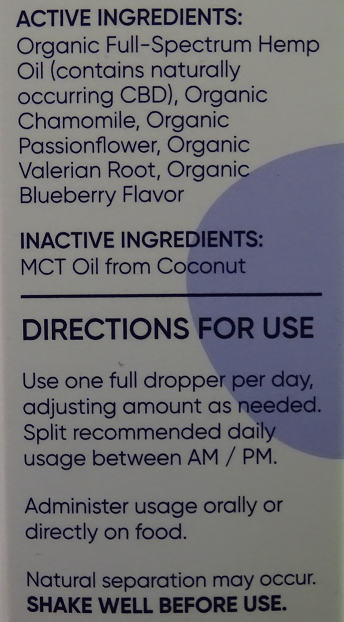 ACTIVE INGREDIENTS:
Organic Full-Spectrum Hemp
Oil (contains naturally
occurring CBD), Organic
Chamomile, Organic
Passionflower, Organic
Valerian Root, Organic
Blueberry Flavor
INACTIVE INGREDIENTS:
MCT Oil from Coconut
DIRECTIONS FOR USE
Use one full dropper per day,
adjusting amount as needed.
Split recommended daily
usage between AM / PM.
Administer usage orally or
directly on food.
Natural separation may occur.
SHAKE WELL BEFORE USE.